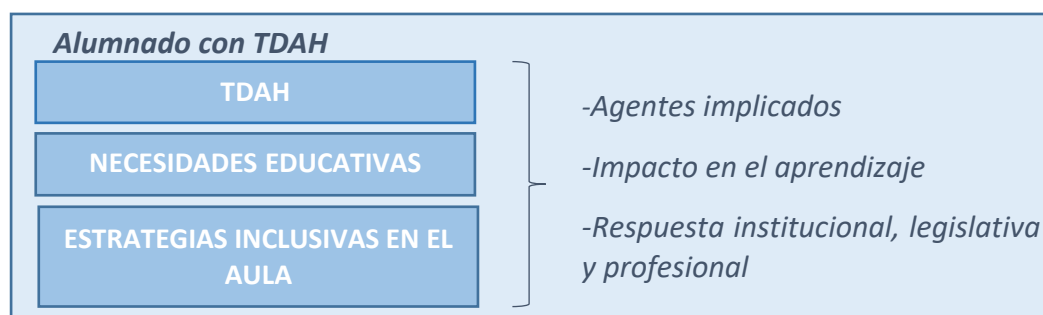 Alumnado con TDAH
TDAH
NECESIDADES EDUCATIVAS
ESTRATEGIAS INCLUSIVAS EN EL
AULA
-Agentes implicados
-Impacto en el aprendizaje
-Respuesta institucional, legislativa
y profesional